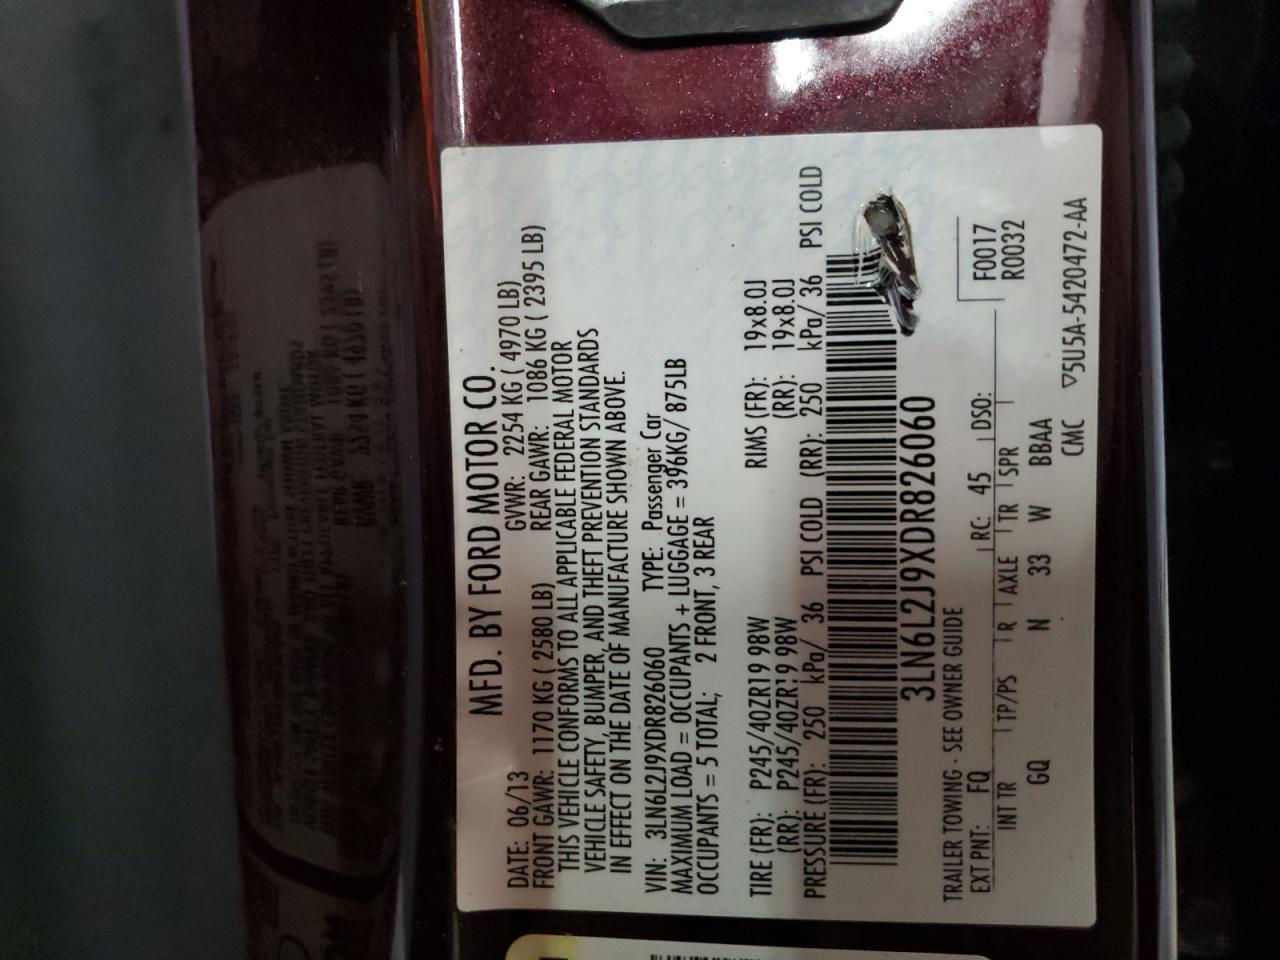 MFD. BY FORD MOTOR CO.
DATE: 06/13 GVWR: 2254 KG ( 4970 LB)
FRONT GAWR: 1170 KG ( 2580 LB) REAR GAWR: 1086 KG ( 2395 LB)
THIS VEHICLE CONFORMS TO ALL APPLICABLE FEDERAL MOTOR
VEHICLE SAFETY, BUMPER, AND THEFT PREVENTION STANDARDS
IN EFFECT ON THE DATE OF MANUFACTURE SHOWN ABOVE.
VIN: 3LN6L2J9XDR826060 TYPE: Passenger Car
MAXIMUM LOAD = OCCUPANTS + LUGGAGE = 396KG/ 875LB
OCCUPANTS = 5 TOTAL; 2 FRONT, 3 REAR
TIRE (FR): P245/40ZR19 98W RIMS (FR): 19x8.0J
(RR): P245/40ZR19 98W (RR): 19x8.0J
PRESSURE (FR): 250 kPa/ 36 PSI COLD (RR): 250 kPa/ 36 PSI COLD
3LN6L2J9XDR826060
TRAILER TOWING - SEE OWNER GUIDE
EXT PNT: FQ RC: 45 DSO: F0017
R0032
INT TR TP/PS R AXLE TR SPR
GQ N 33 W BBAA
CMC ▽5U5A-5420472-AA